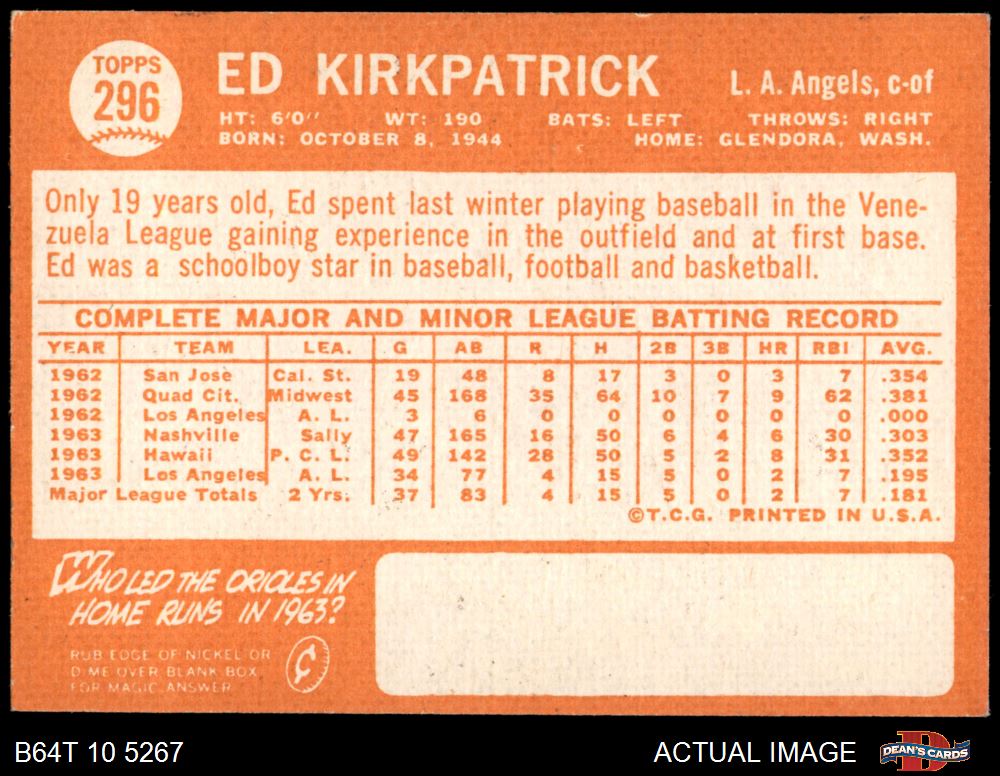 TOPPS
296
ED KIRKPATRICK
L. A. Angels, c-of
HT: 6'0'' WT: 190 BATS: LEFT THROWS: RIGHT
BORN: OCTOBER 8, 1944 HOME: GLENDORA, WASH.
Only 19 years old, Ed spent last winter playing baseball in the Vene-
zuela League gaining experience in the outfield and at first base.
Ed was a schoolboy star in baseball, football and basketball.
COMPLETE MAJOR AND MINOR LEAGUE BATTING RECORD
YEAR TEAM LEA. G AB R H 2B 3B HR RBI AVG.
1962 San Jose Cal. St. 19 48 8 17 3 0 3 7 .354
1962 Quad Cit. Midwest 45 168 35 64 10 7 9 62 .381
1962 Los Angeles A. L. 3 6 0 0 0 0 0 0 .000
1963 Nashville Sally 47 165 16 50 6 4 6 30 .303
1963 Hawaii P. C. L. 49 142 28 50 5 2 8 31 .352
1963 Los Angeles A. L. 34 77 4 15 5 0 2 7 .195
Major League Totals 2 Yrs. 37 83 4 15 5 0 2 7 .181
©T.C.G. PRINTED IN U.S.A.
WHO LED THE ORIOLES IN
HOME RUNS IN 1963?
RUB EDGE OF NICKEL OR
DIME OVER BLANK BOX
FOR MAGIC ANSWER
¢
B64T 10 5267
ACTUAL IMAGE
D
DEAN'S CARDS